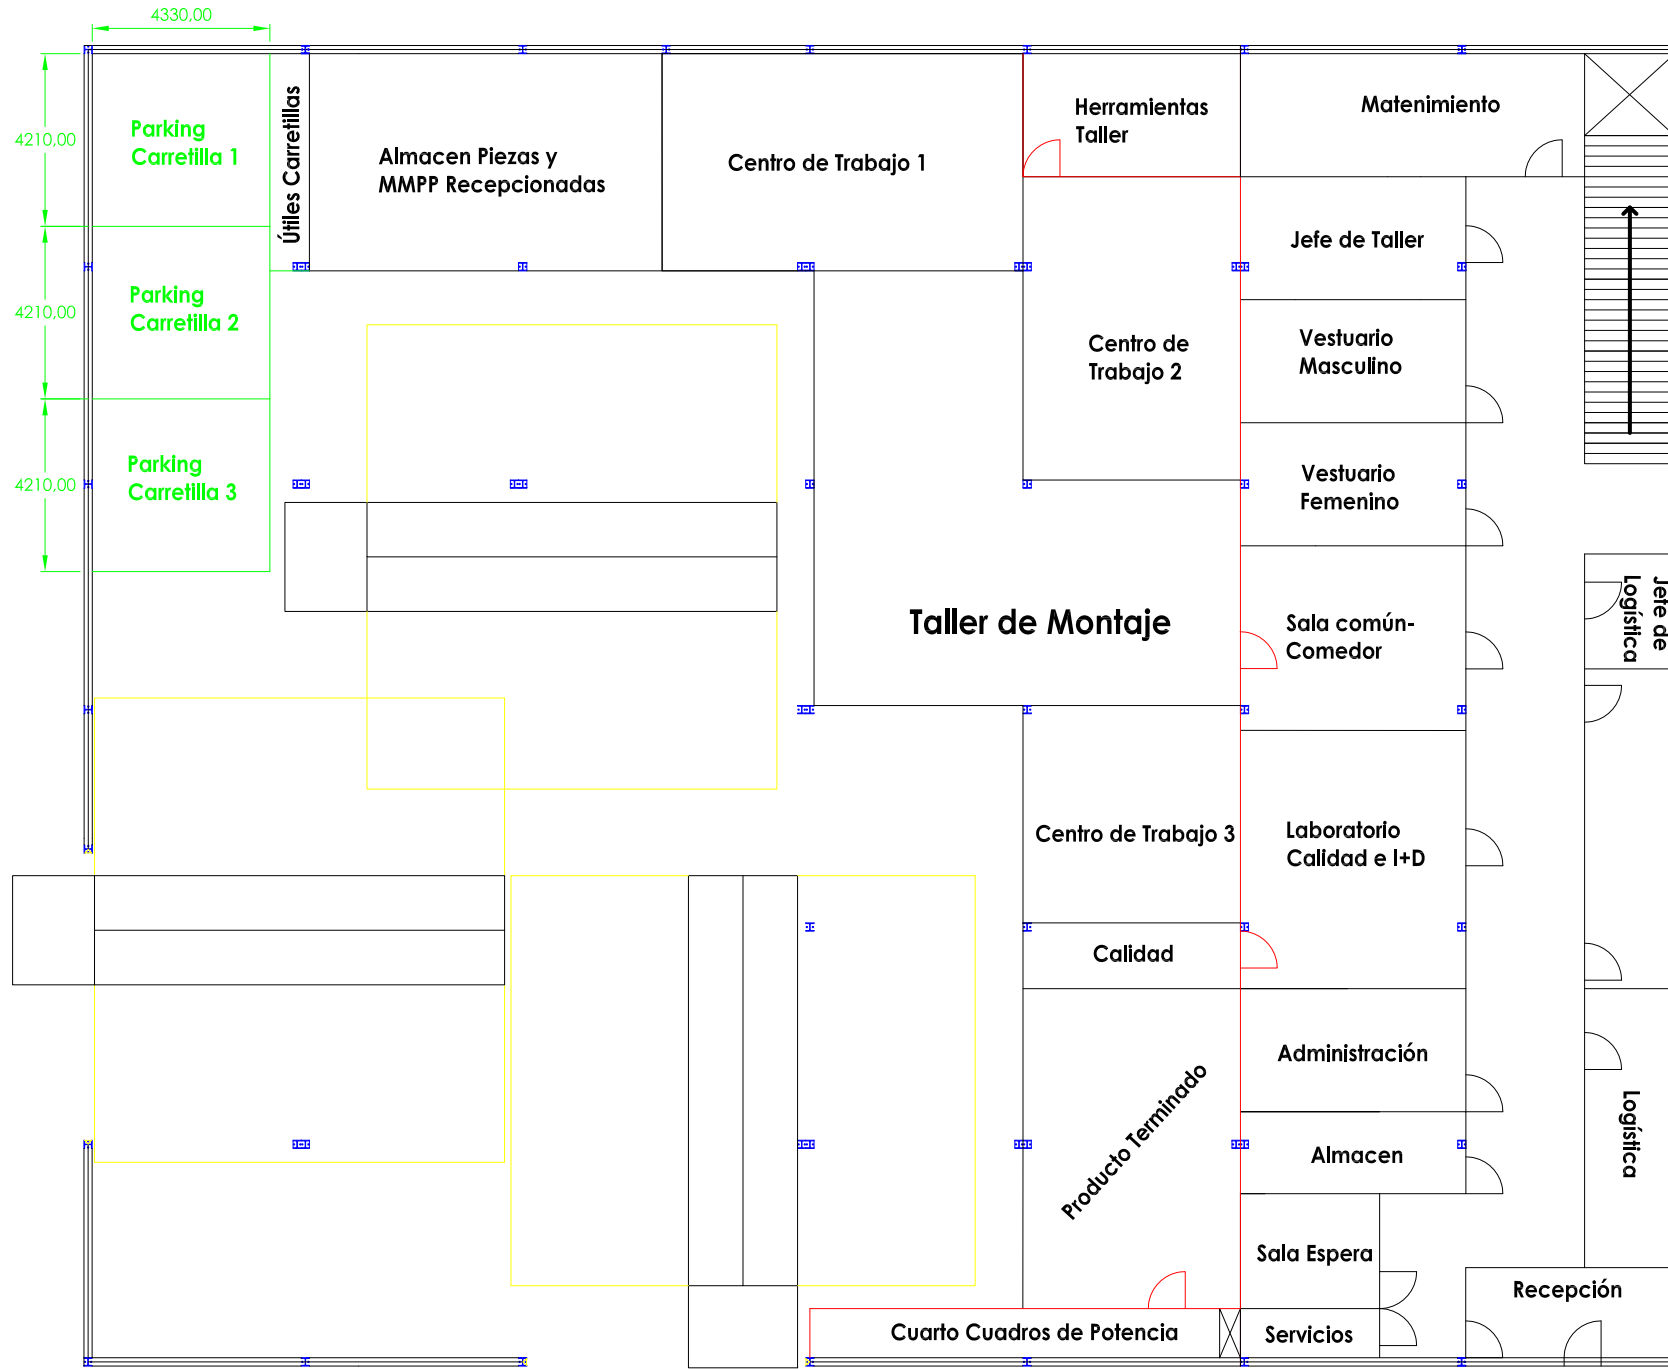 4330,00
4210,00
Parking
Carretilla 1
Útiles Carretillas
Almacen Piezas y
MMPP Recepcionadas
Centro de Trabajo 1
Herramientas
Taller
Matenimiento
4210,00
Parking
Carretilla 2
Centro de
Trabajo 2
Jefe de Taller
Vestuario
Masculino
4210,00
Parking
Carretilla 3
Vestuario
Femenino
Taller de Montaje
Sala común-
Comedor
Jefe de
Logística
Centro de Trabajo 3
Laboratorio
Calidad e I+D
Calidad
Administración
Producto Terminado
Almacen
Logística
Sala Espera
Recepción
Cuarto Cuadros de Potencia
Servicios